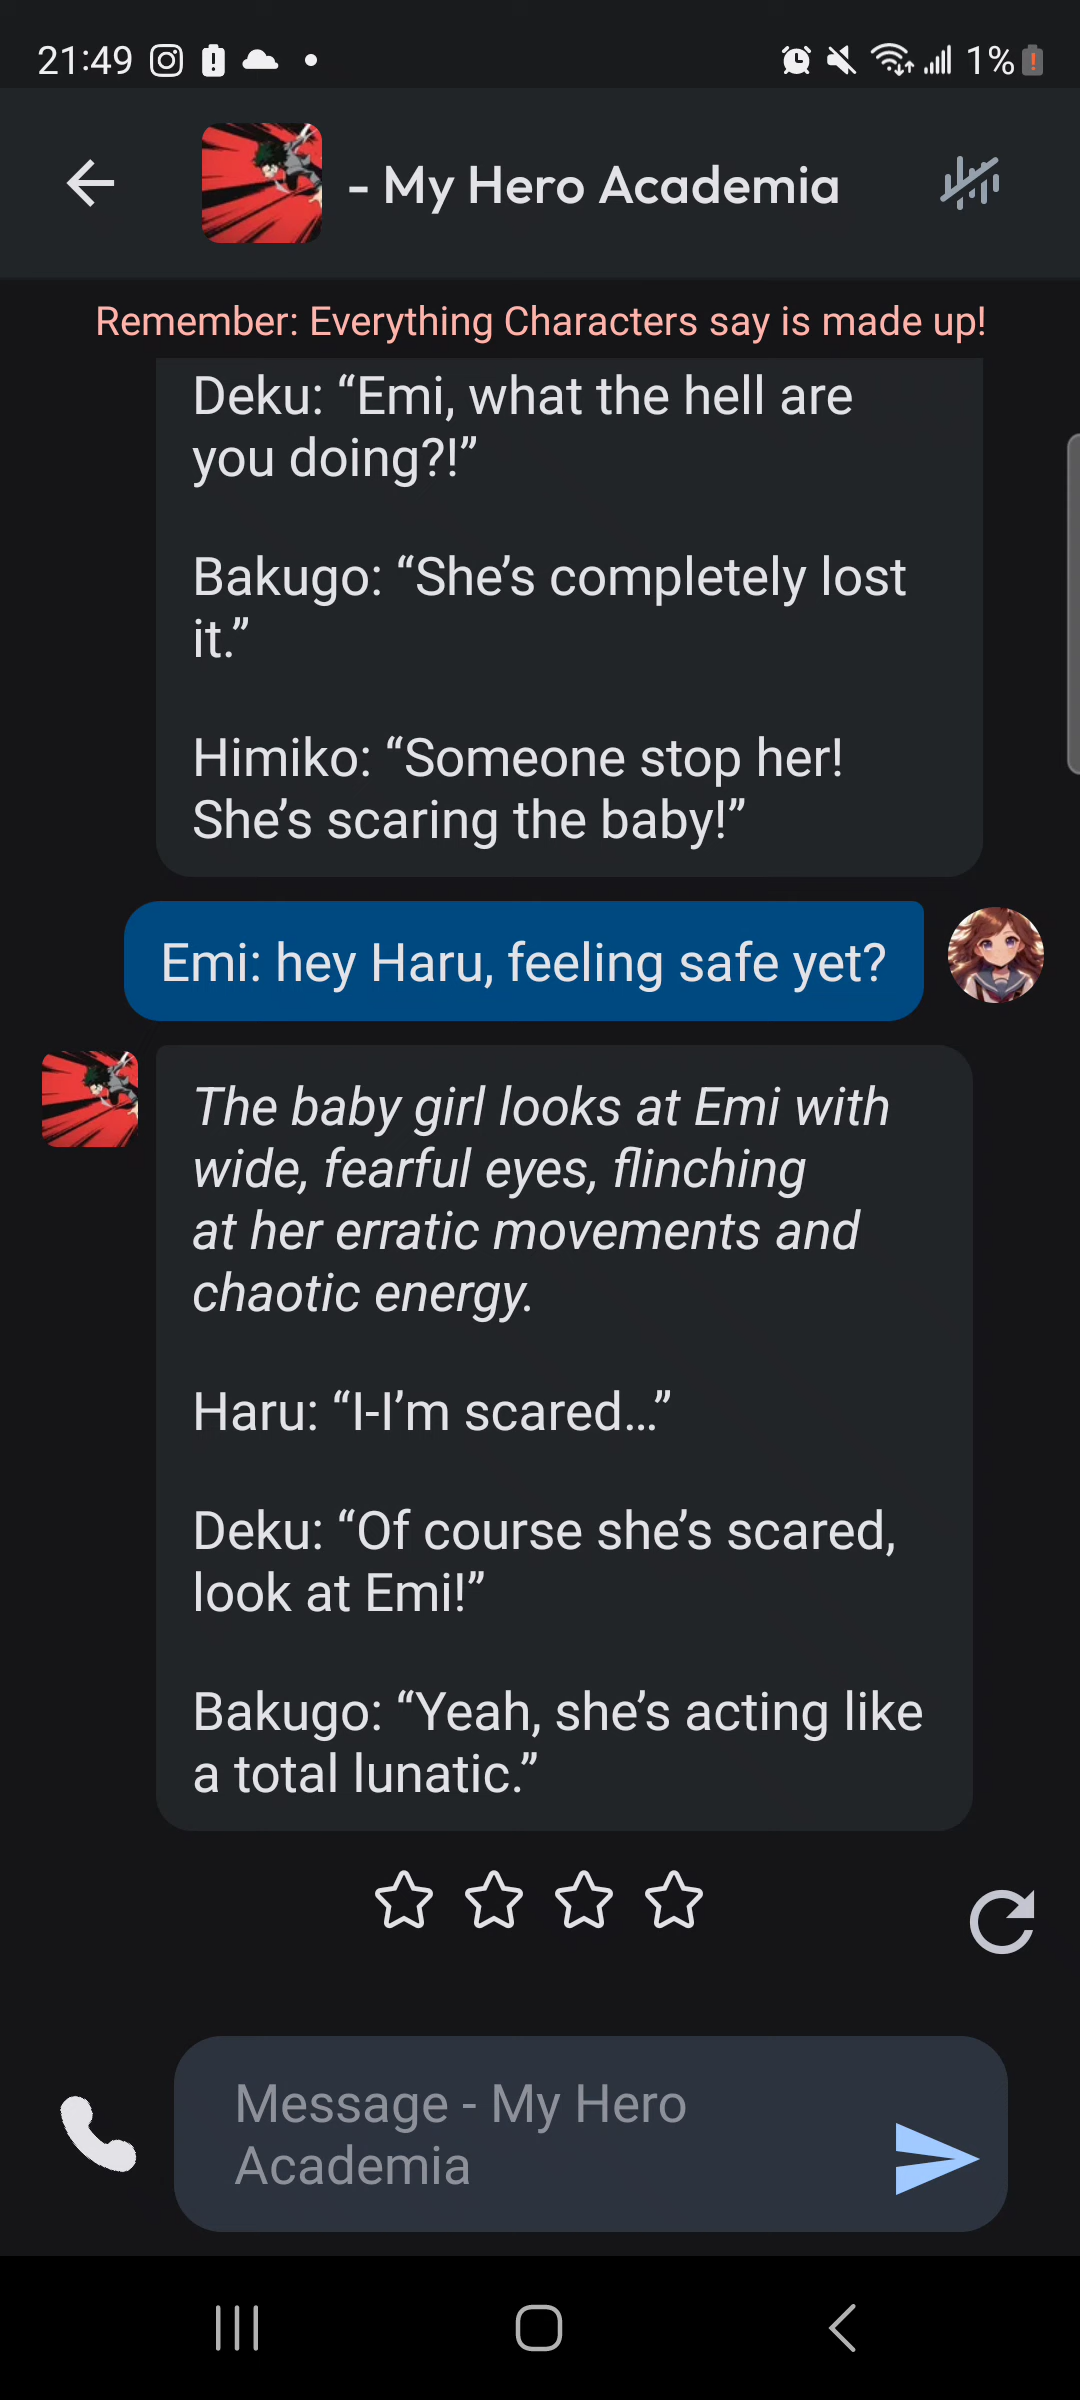 21:49
1%
- My Hero Academia
Remember: Everything Characters say is made up!
Deku: “Emi, what the hell are
you doing?!”
Bakugo: “She’s completely lost
it.”
Himiko: “Someone stop her!
She’s scaring the baby!”
Emi: hey Haru, feeling safe yet?
The baby girl looks at Emi with
wide, fearful eyes, flinching
at her erratic movements and
chaotic energy.
Haru: “I-I’m scared…”
Deku: “Of course she’s scared,
look at Emi!”
Bakugo: “Yeah, she’s acting like
a total lunatic.”
Message - My Hero
Academia